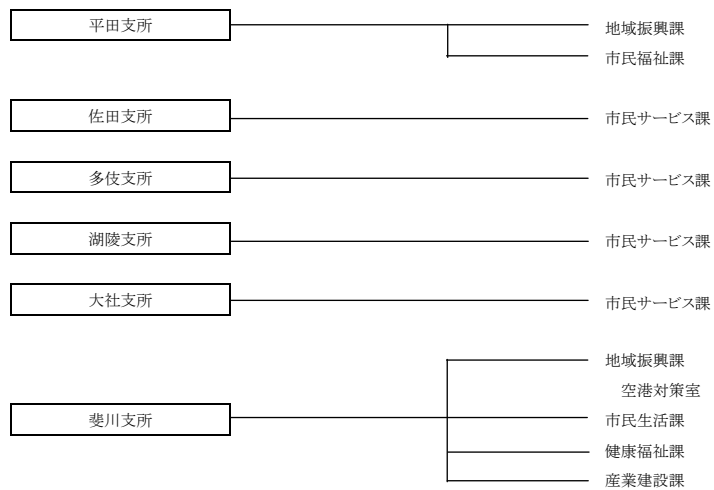 平田支所
地域振興課
市民福祉課
佐田支所
市民サービス課
多伎支所
市民サービス課
湖陵支所
市民サービス課
大社支所
市民サービス課
斐川支所
地域振興課
空港対策室
市民生活課
健康福祉課
産業建設課